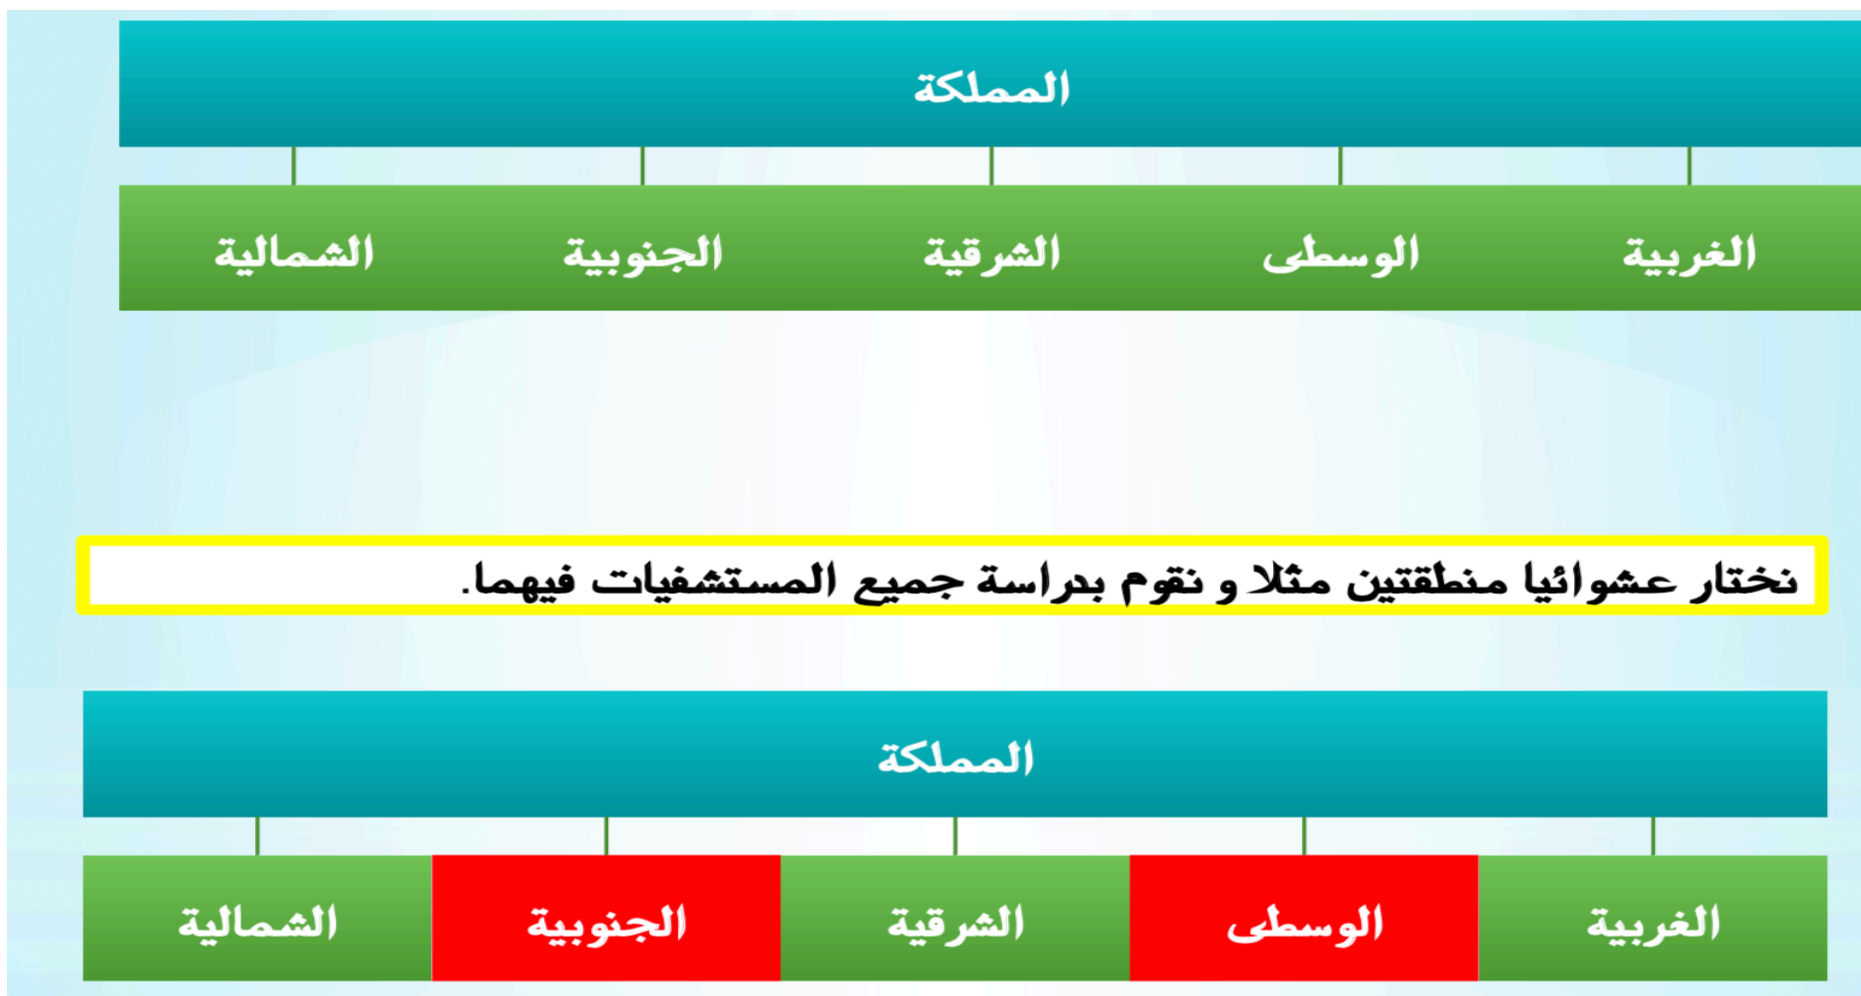 المملكة
الغربية الوسطى الشرقية الجنوبية الشمالية
نختار عشوائيا منطقتين مثلا و نقوم بدراسة جميع المستشفيات فيهما.
المملكة
الغربية الوسطى الشرقية الجنوبية الشمالية